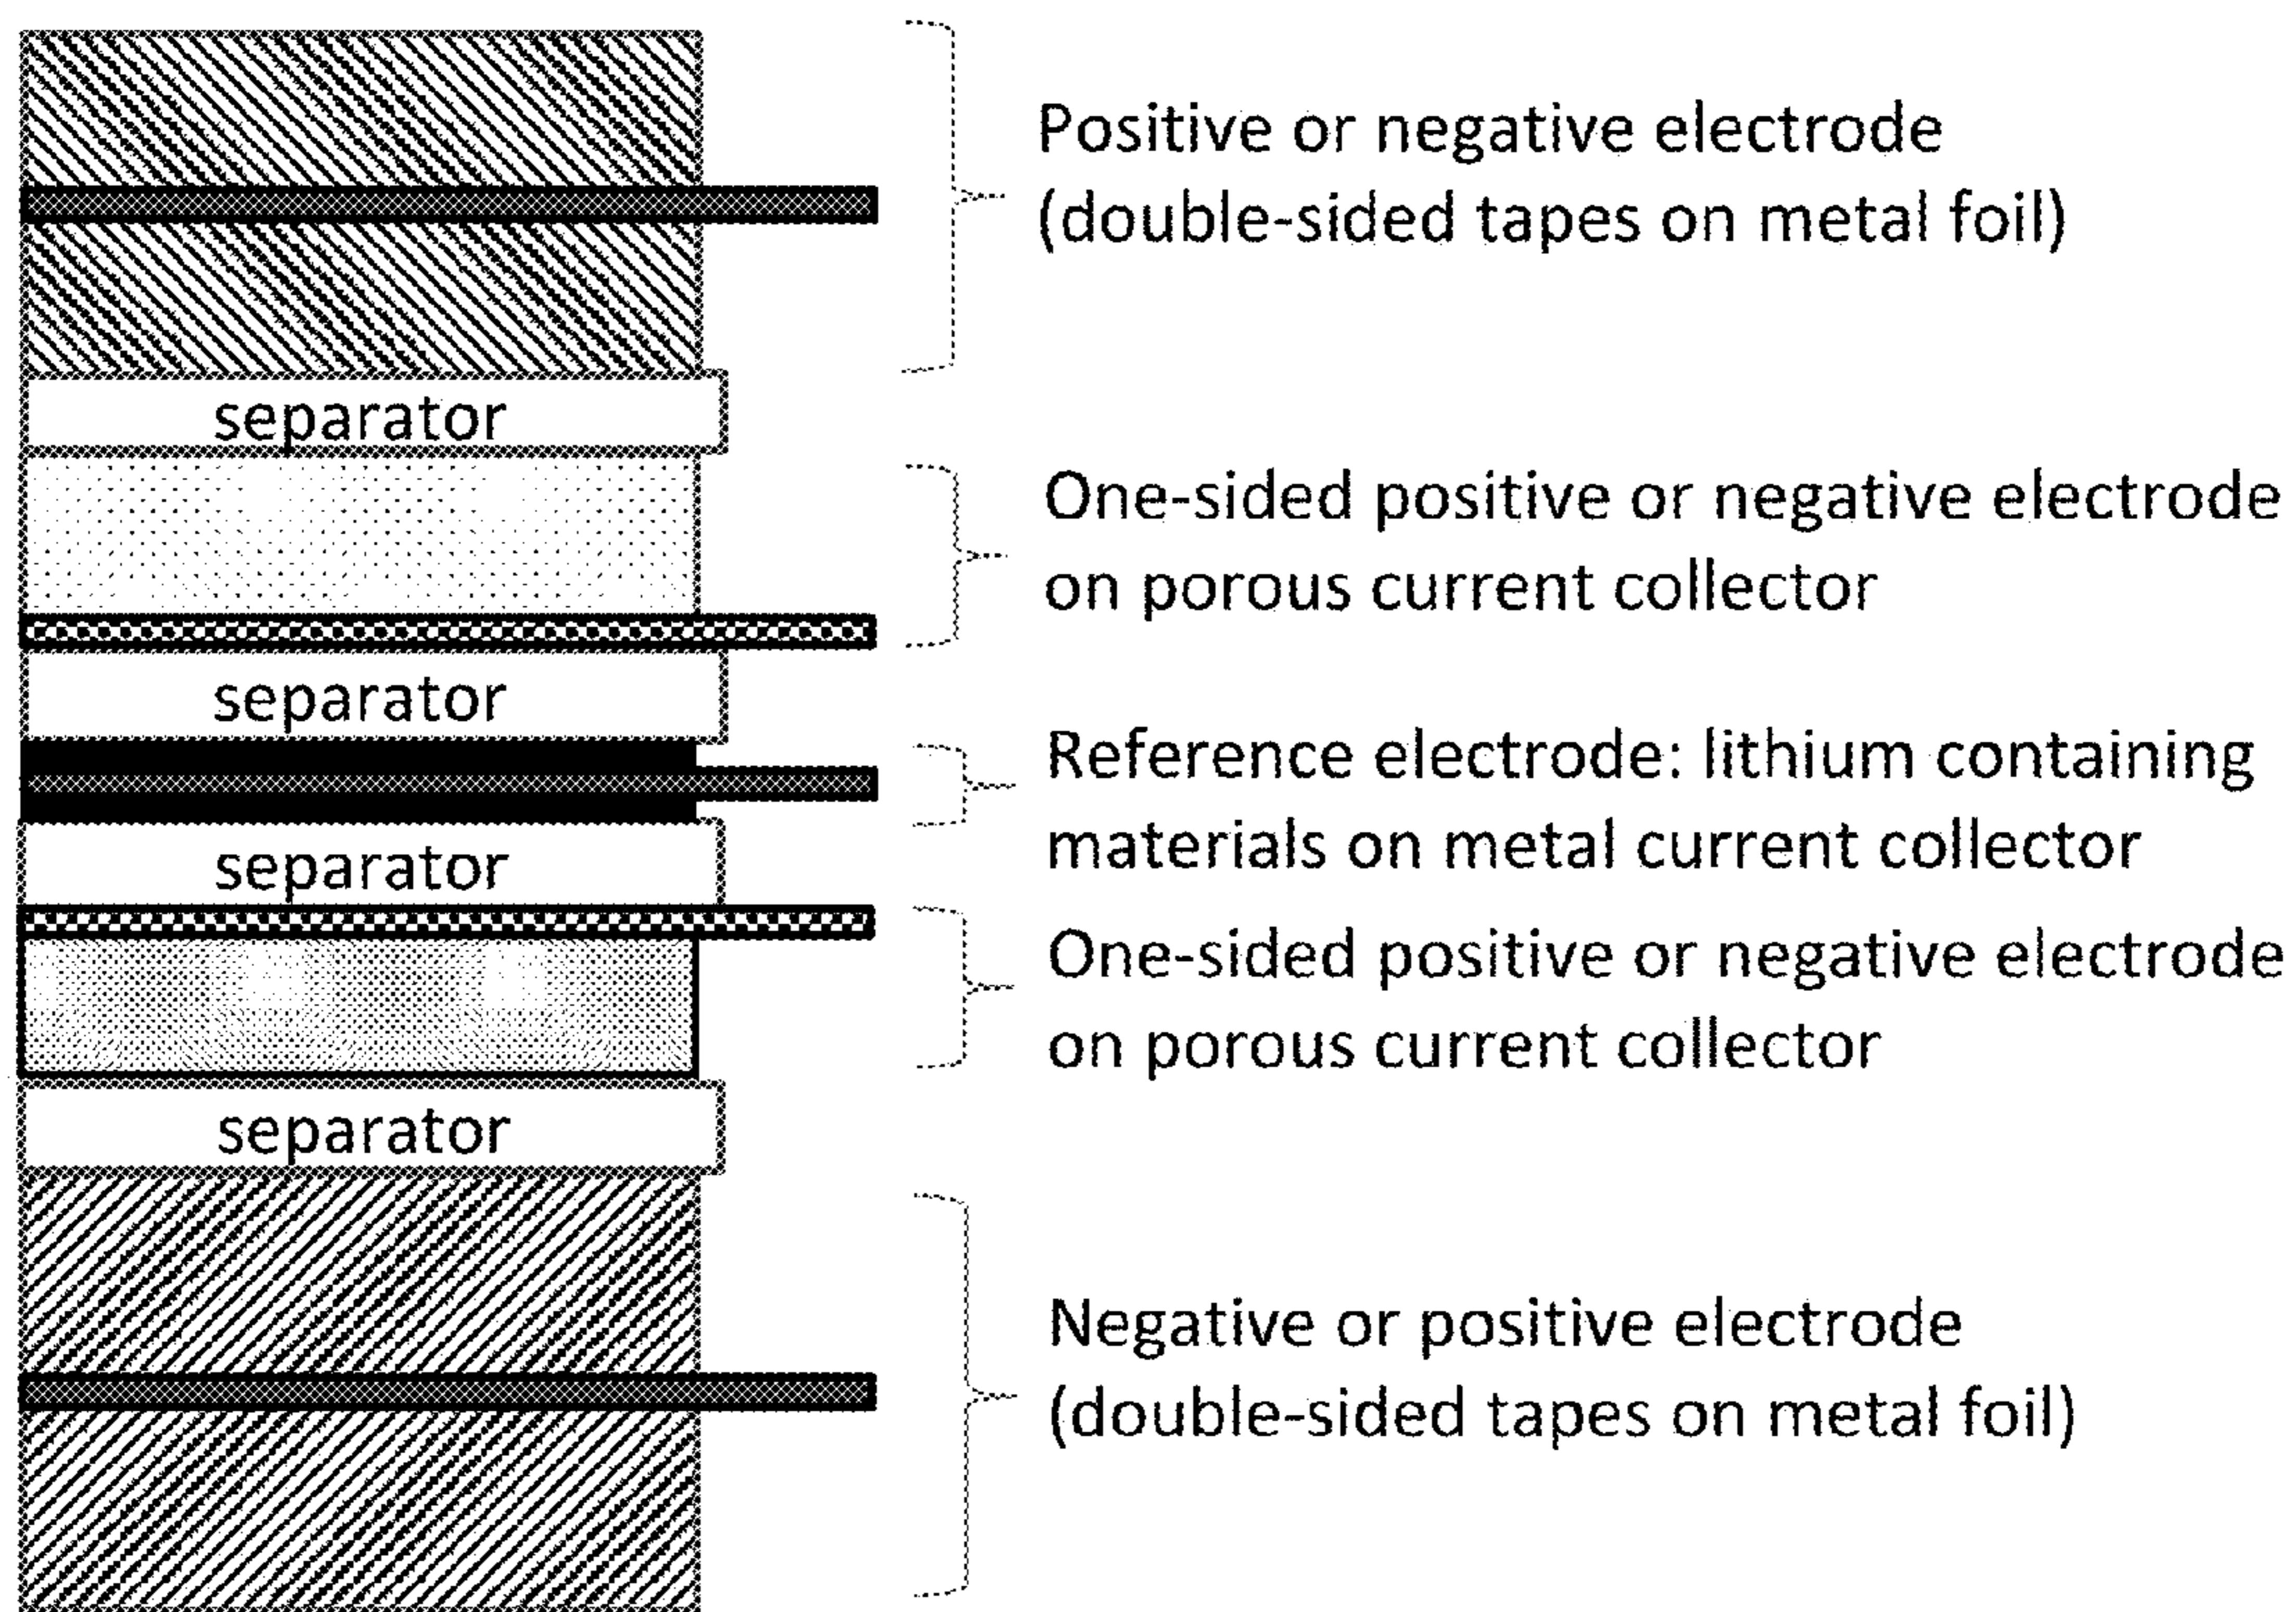 Positive or negative electrode
(double-sided tapes on metal foil)
separator
One-sided positive or negative electrode
on porous current collector
separator
Reference electrode: lithium containing
materials on metal current collector
separator
One-sided positive or negative electrode
on porous current collector
separator
Negative or positive electrode
(double-sided tapes on metal foil)